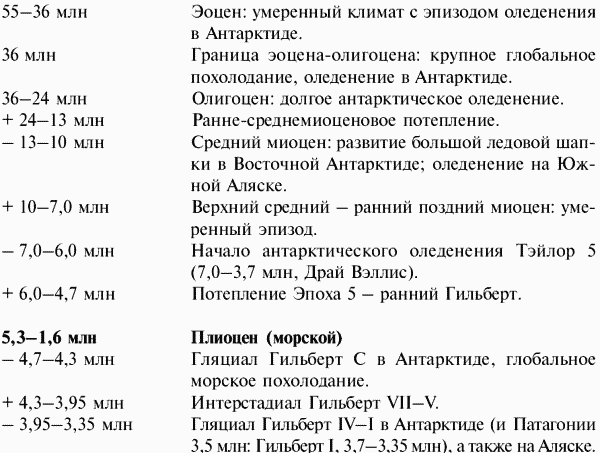 55–36 млн Эоцен: умеренный климат с эпизодом оледенения
в Антарктиде.
36 млн Граница эоцена-олигоцена: крупное глобальное
похолодание, оледенение в Антарктиде.
36–24 млн Олигоцен: долгое антарктическое оледенение.
+ 24–13 млн Ранне-среднемиоценовое потепление.
– 13–10 млн Средний миоцен: развитие большой ледовой шап-
ки в Восточной Антарктиде; оледенение на Юж-
ной Аляске.
+ 10–7,0 млн Верхний средний – ранний поздний миоцен: уме-
ренный эпизод.
– 7,0–6,0 млн Начало антарктического оледенения Тэйлор 5
(7,0–3,7 млн, Драй Вэллис).
+ 6,0–4,7 млн Потепление Эпоха 5 – ранний Гильберт.
5,3–1,6 млн Плиоцен (морской)
– 4,7–4,3 млн Гляциал Гильберт С в Антарктиде, глобальное
морское похолодание.
+ 4,3–3,95 млн Интерстадиал Гильберт VII–V.
– 3,95–3,35 млн Гляциал Гильберт IV–I в Антарктиде (и Патагонии
3,5 млн: Гильберт I, 3,7–3,35 млн), а также на Аляске.